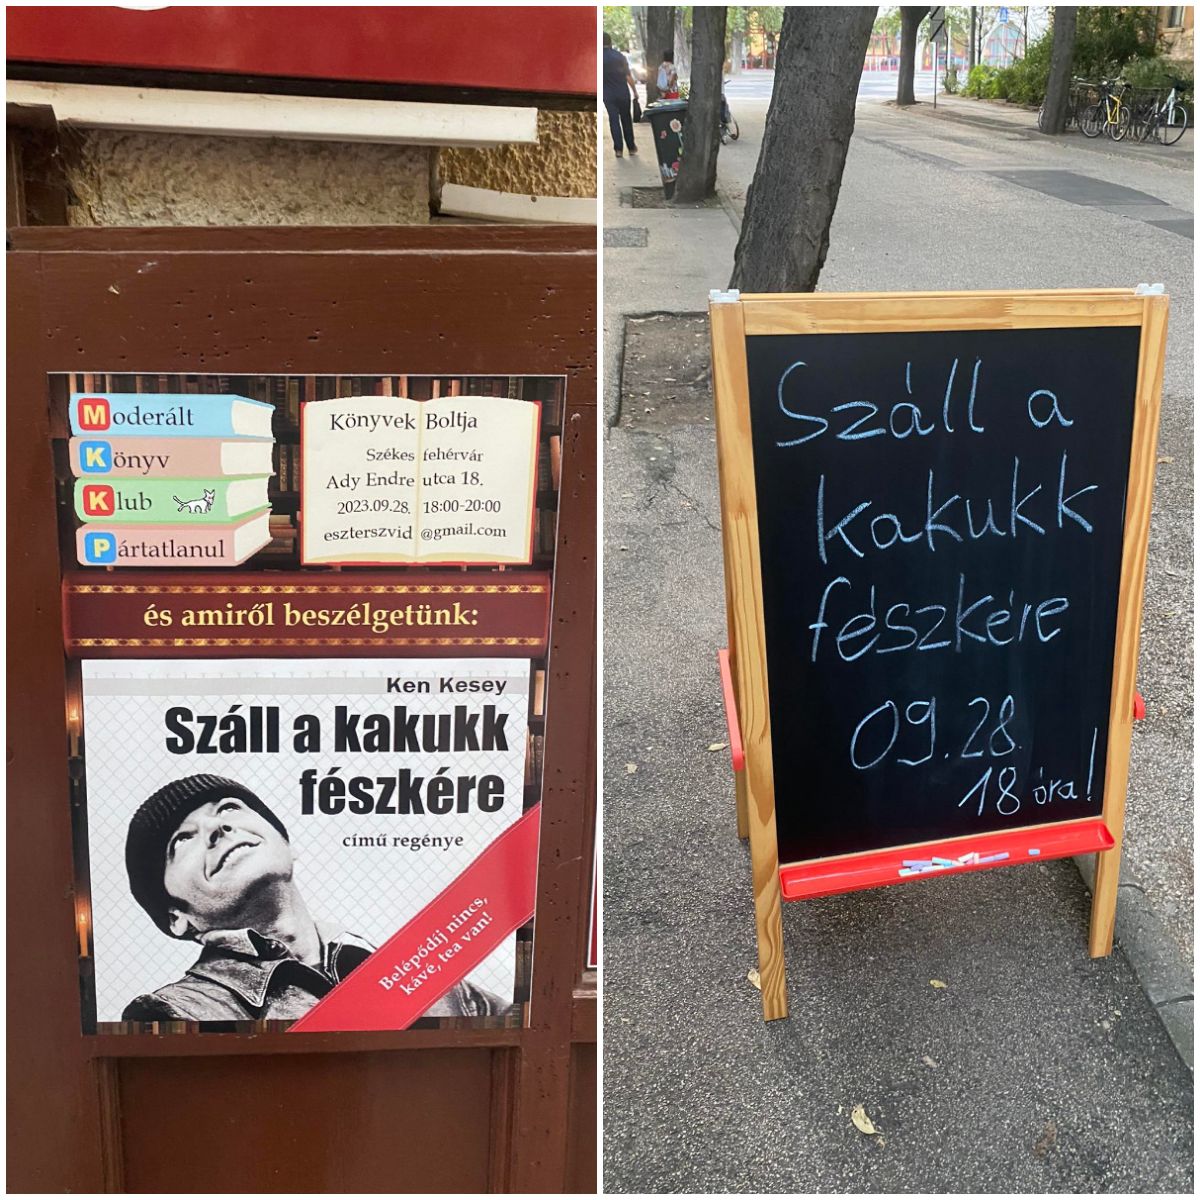 Moderált
Könyv
Klub
Pártatlanul
Könyvek Boltja
Székes fehérvár
Ady Endre utca 18.
2023.09.28. 18:00-20:00
eszterszvid @gmail.com
és amiről beszélgetünk:
Ken Kesey
Száll a kakukk
fészkére
című regénye
Belépődíj nincs,
kávé, tea van!
Száll a
kakukk
fészkére
09.28.
18 óra!